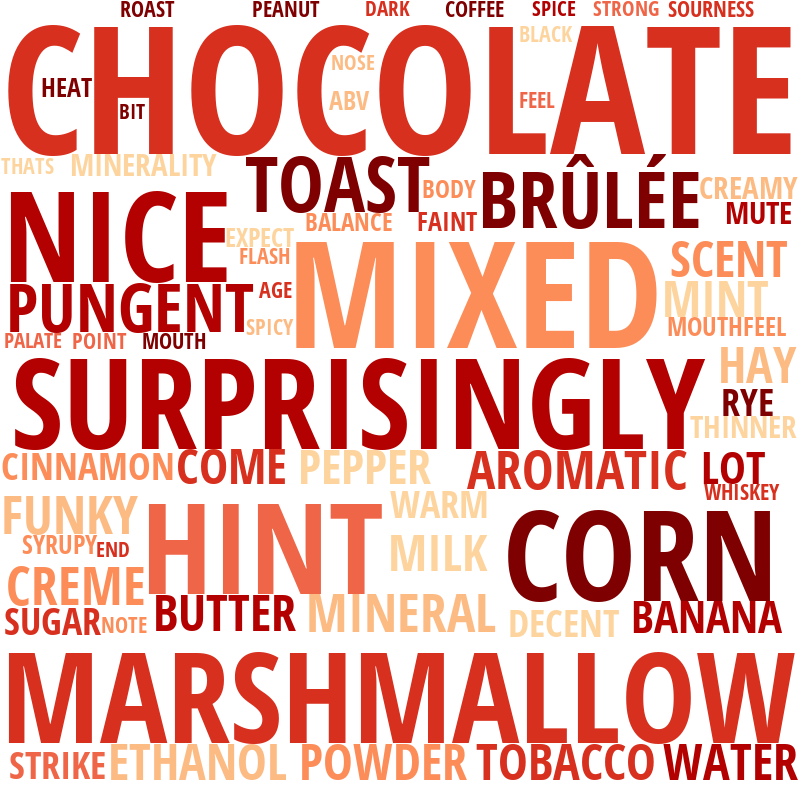 ROAST PEANUT DARK COFFEE SPICE STRONG SOURNESS
CHOCOLATE
BLACK
NOSE
HEAT
ABV
FEEL
BIT
THATS MINERALITY
TOAST
BODY
BRÛLÉE
CREAMY
MUTE
NICE
BALANCE
FAINT
EXPECT
FLASH
MIXED
SCENT
AGE
MINT
PUNGENT
SPICY
MOUTHFEEL
PALATE POINT MOUTH
SURPRISINGLY
HAY
RYE
THINNER
CINNAMON COME PEPPER AROMATIC LOT
WHISKEY
FUNKY
WARM
HINT
CORN
SYRUPY END
MILK
CREME
SUGAR NOTE
BUTTER MINERAL DECENT BANANA
MARSHMALLOW
STRIKE ETHANOL POWDER TOBACCO WATER